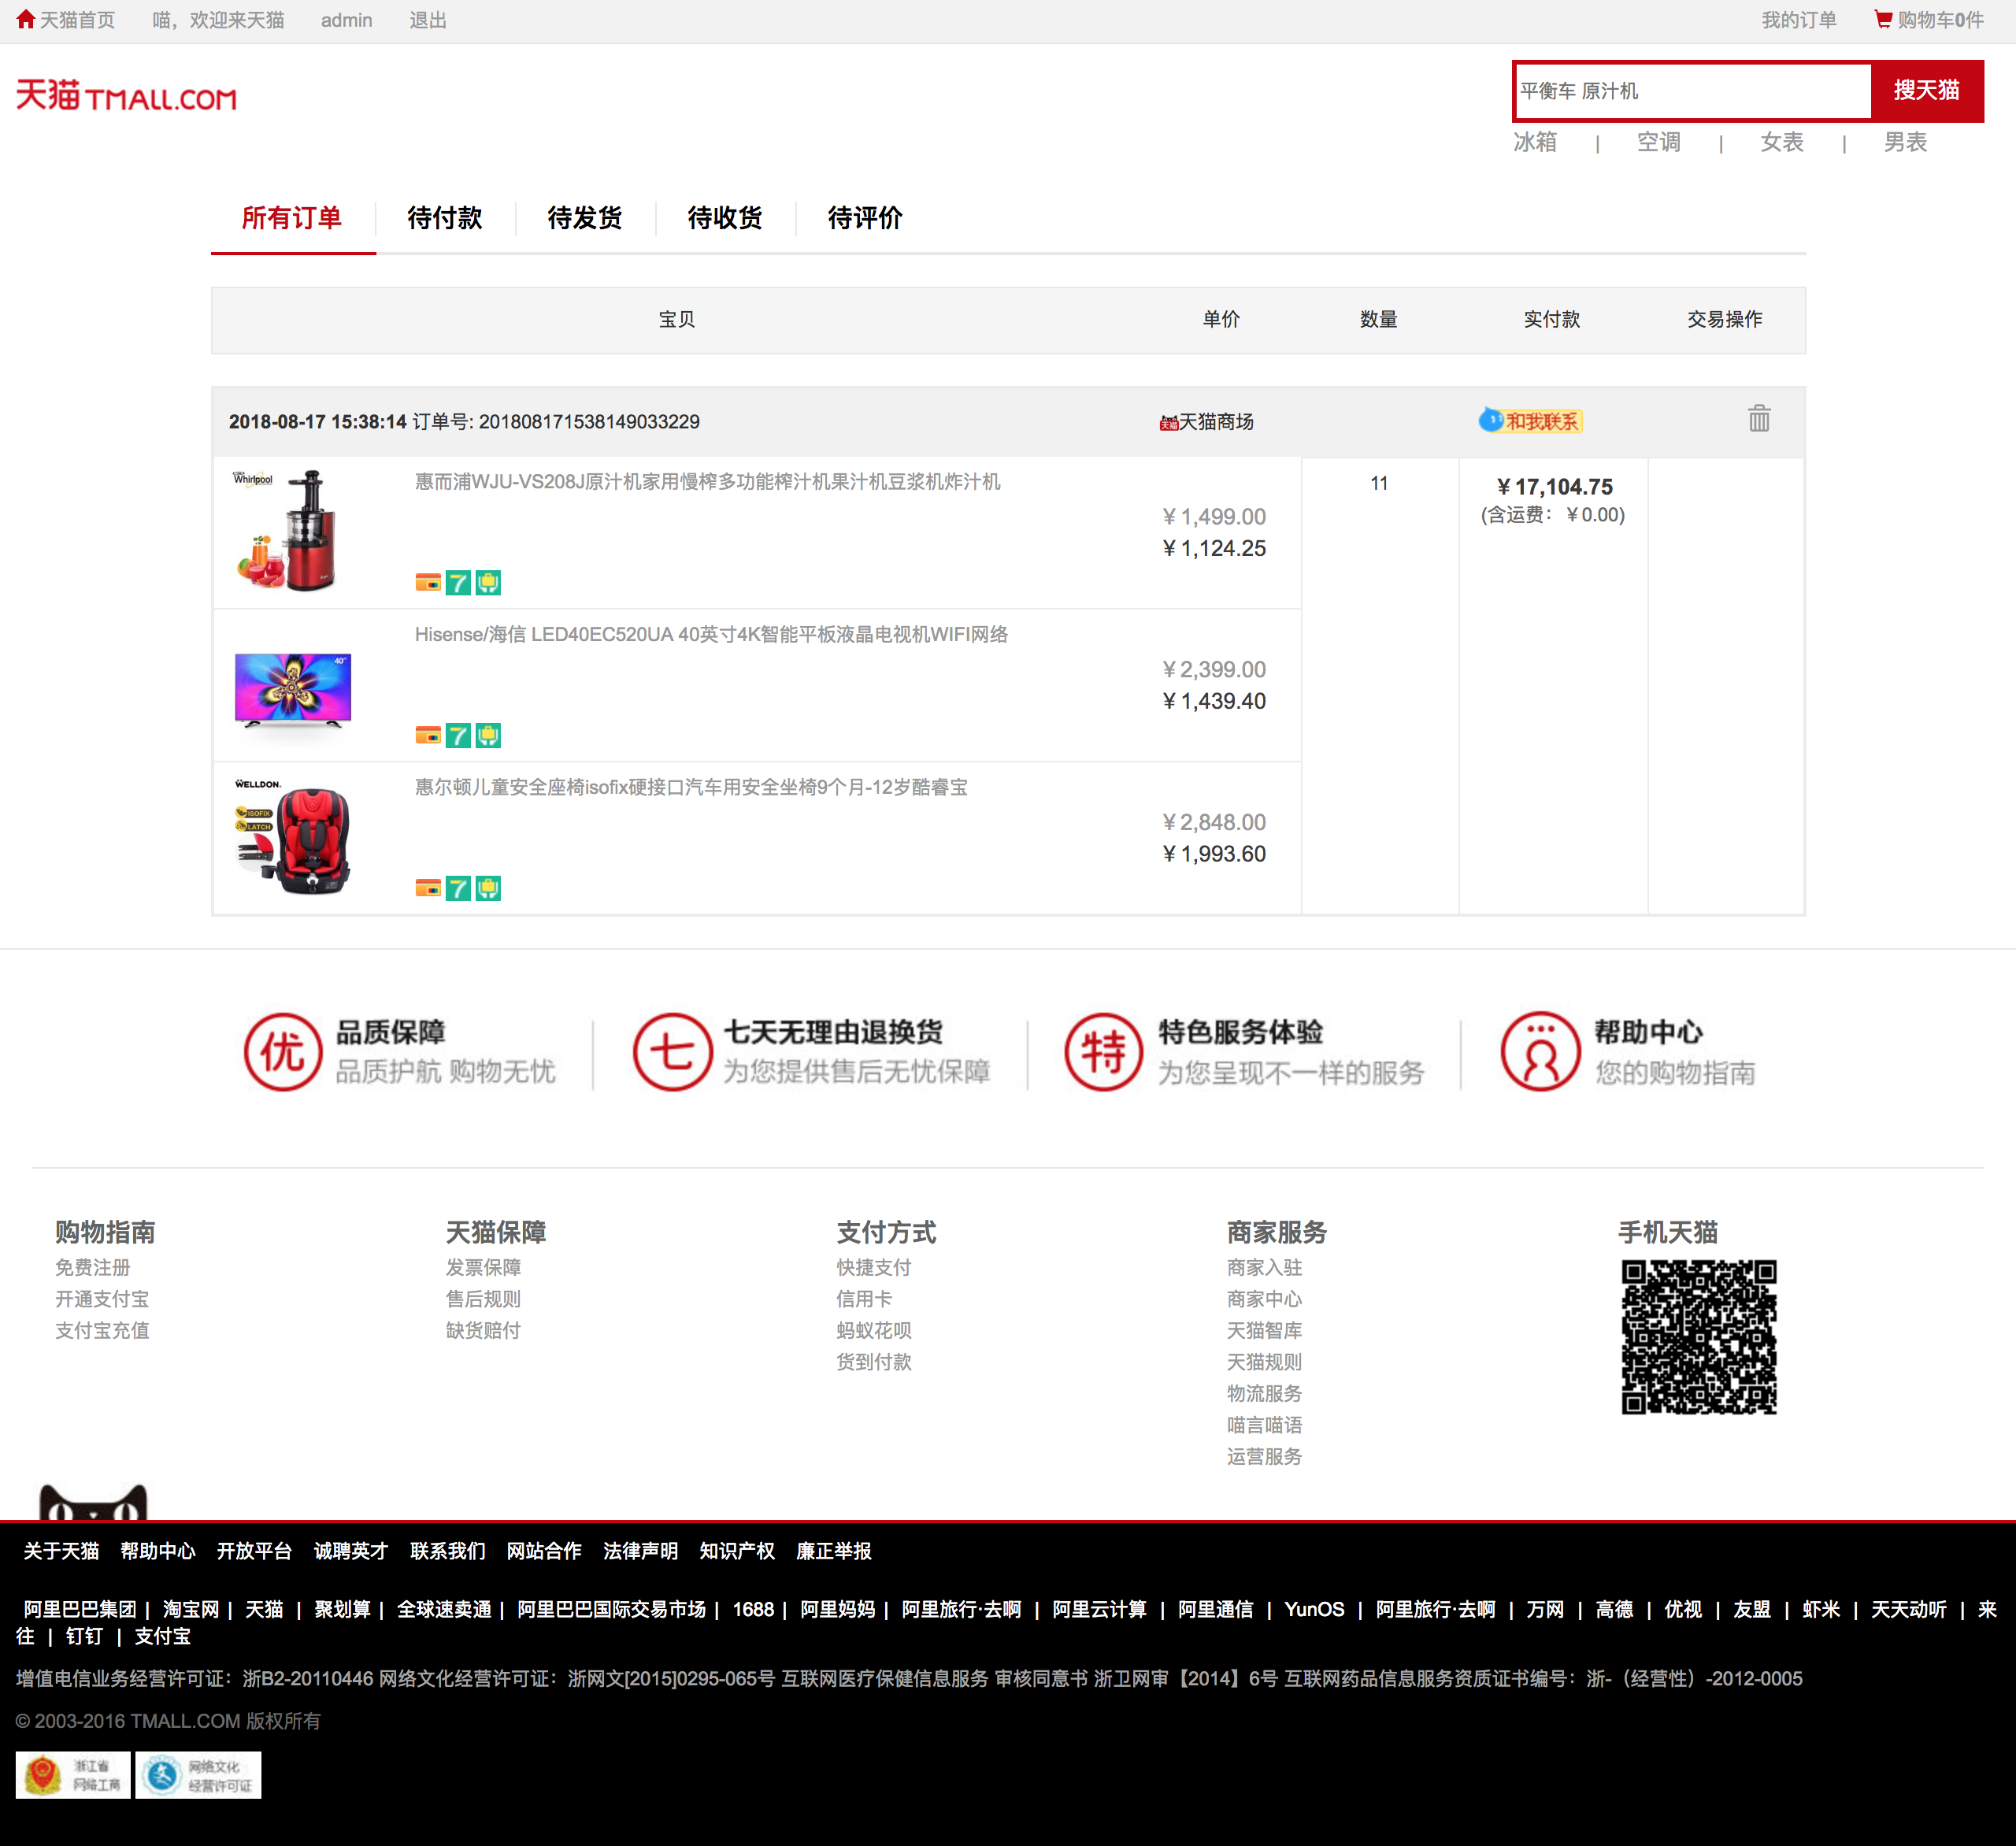 天猫首页 喵，欢迎来天猫 admin 退出 我的订单 购物车0件
天猫 TMALL.COM
平衡车 原汁机 搜天猫
冰箱 | 空调 | 女表 | 男表
所有订单 待付款 待发货 待收货 待评价
宝贝 单价 数量 实付款 交易操作
2018-08-17 15:38:14 订单号: 201808171538149033229 天猫 天猫商场 和我联系
Whirlpool
惠而浦WJU-VS208J原汁机家用慢榨多功能榨汁机果汁机豆浆机炸汁机
￥1,499.00
￥1,124.25
7
11
￥17,104.75
(含运费：￥0.00)
Hisense/海信 LED40EC520UA 40英寸4K智能平板液晶电视机WIFI网络
40"
￥2,399.00
￥1,439.40
7
WELLDON.
ISOFIX
LATCH
惠尔顿儿童安全座椅isofix硬接口汽车用安全坐椅9个月-12岁酷睿宝
￥2,848.00
￥1,993.60
7
优 品质保障 七 七天无理由退换货 特 特色服务体验 帮助中心
品质护航 购物无忧 为您提供售后无忧保障 为您呈现不一样的服务 您的购物指南
购物指南
免费注册
开通支付宝
支付宝充值
天猫保障
发票保障
售后规则
缺货赔付
支付方式
快捷支付
信用卡
蚂蚁花呗
货到付款
商家服务
商家入驻
商家中心
天猫智库
天猫规则
物流服务
喵言喵语
运营服务
手机天猫
关于天猫 帮助中心 开放平台 诚聘英才 联系我们 网站合作 法律声明 知识产权 廉正举报
阿里巴巴集团 | 淘宝网 | 天猫 | 聚划算 | 全球速卖通 | 阿里巴巴国际交易市场 | 1688 | 阿里妈妈 | 阿里旅行·去啊 | 阿里云计算 | 阿里通信 | YunOS | 阿里旅行·去啊 | 万网 | 高德 | 优视 | 友盟 | 虾米 | 天天动听 | 来
往 | 钉钉 | 支付宝
增值电信业务经营许可证：浙B2-20110446 网络文化经营许可证：浙网文[2015]0295-065号 互联网医疗保健信息服务 审核同意书 浙卫网审【2014】6号 互联网药品信息服务资质证书编号：浙-（经营性）-2012-0005
© 2003-2016 TMALL.COM 版权所有
浙江省 网络文化
网络工商 经营许可证